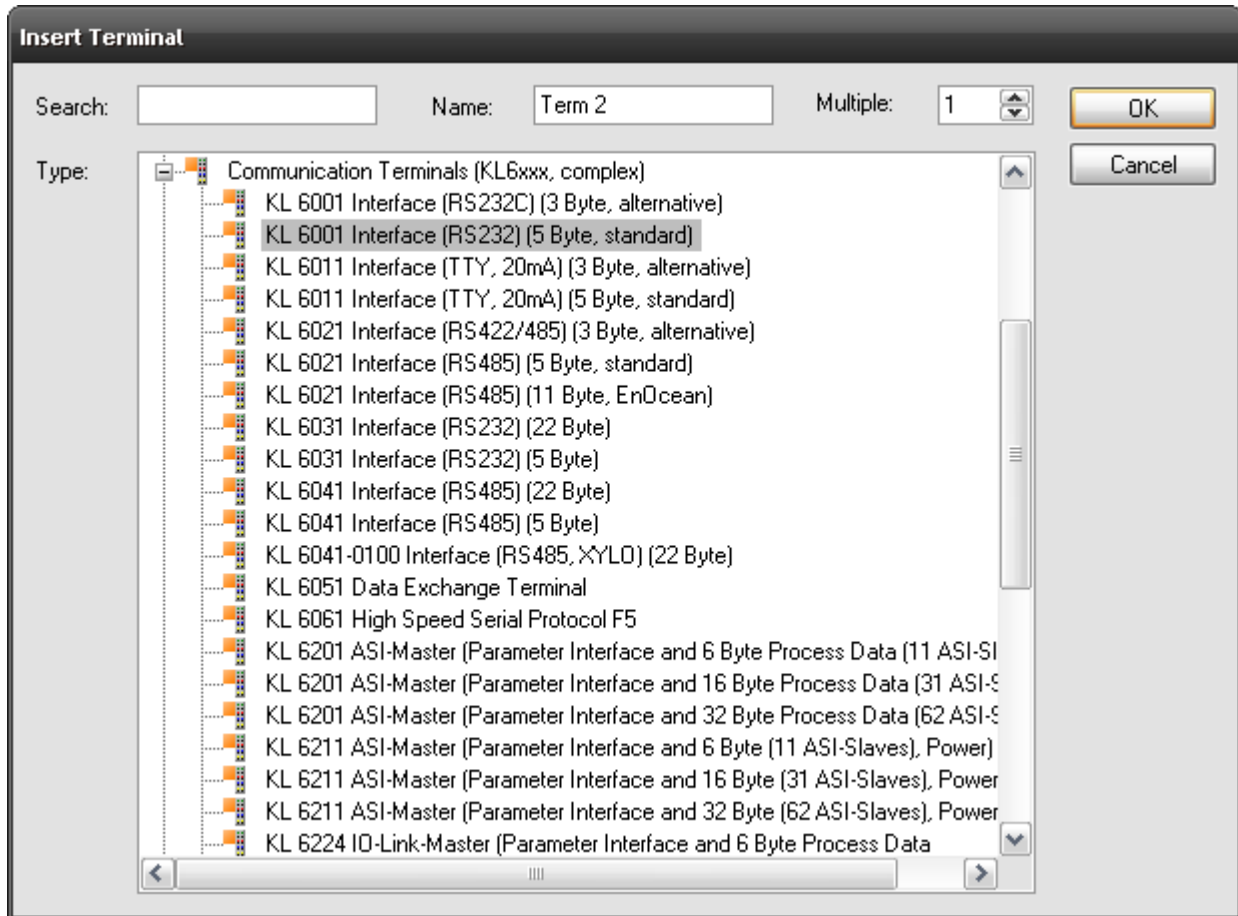 Insert Terminal
Search: Name: Term 2 Multiple: 1 OK
Type: Cancel
Communication Terminals (KL6xxx, complex)
KL 6001 Interface (RS232C) (3 Byte, alternative)
KL 6001 Interface (RS232) (5 Byte, standard)
KL 6011 Interface (TTY, 20mA) (3 Byte, alternative)
KL 6011 Interface (TTY, 20mA) (5 Byte, standard)
KL 6021 Interface (RS422/485) (3 Byte, alternative)
KL 6021 Interface (RS485) (5 Byte, standard)
KL 6021 Interface (RS485) (11 Byte, EnOcean)
KL 6031 Interface (RS232) (22 Byte)
KL 6031 Interface (RS232) (5 Byte)
KL 6041 Interface (RS485) (22 Byte)
KL 6041 Interface (RS485) (5 Byte)
KL 6041-0100 Interface (RS485, XYLO) (22 Byte)
KL 6051 Data Exchange Terminal
KL 6061 High Speed Serial Protocol F5
KL 6201 ASI-Master (Parameter Interface and 6 Byte Process Data (11 ASI-Sl
KL 6201 ASI-Master (Parameter Interface and 16 Byte Process Data (31 ASI-S
KL 6201 ASI-Master (Parameter Interface and 32 Byte Process Data (62 ASI-S
KL 6211 ASI-Master (Parameter Interface and 6 Byte (11 ASI-Slaves), Power)
KL 6211 ASI-Master (Parameter Interface and 16 Byte (31 ASI-Slaves), Power
KL 6211 ASI-Master (Parameter Interface and 32 Byte (62 ASI-Slaves), Power
KL 6224 IO-Link-Master (Parameter Interface and 6 Byte Process Data